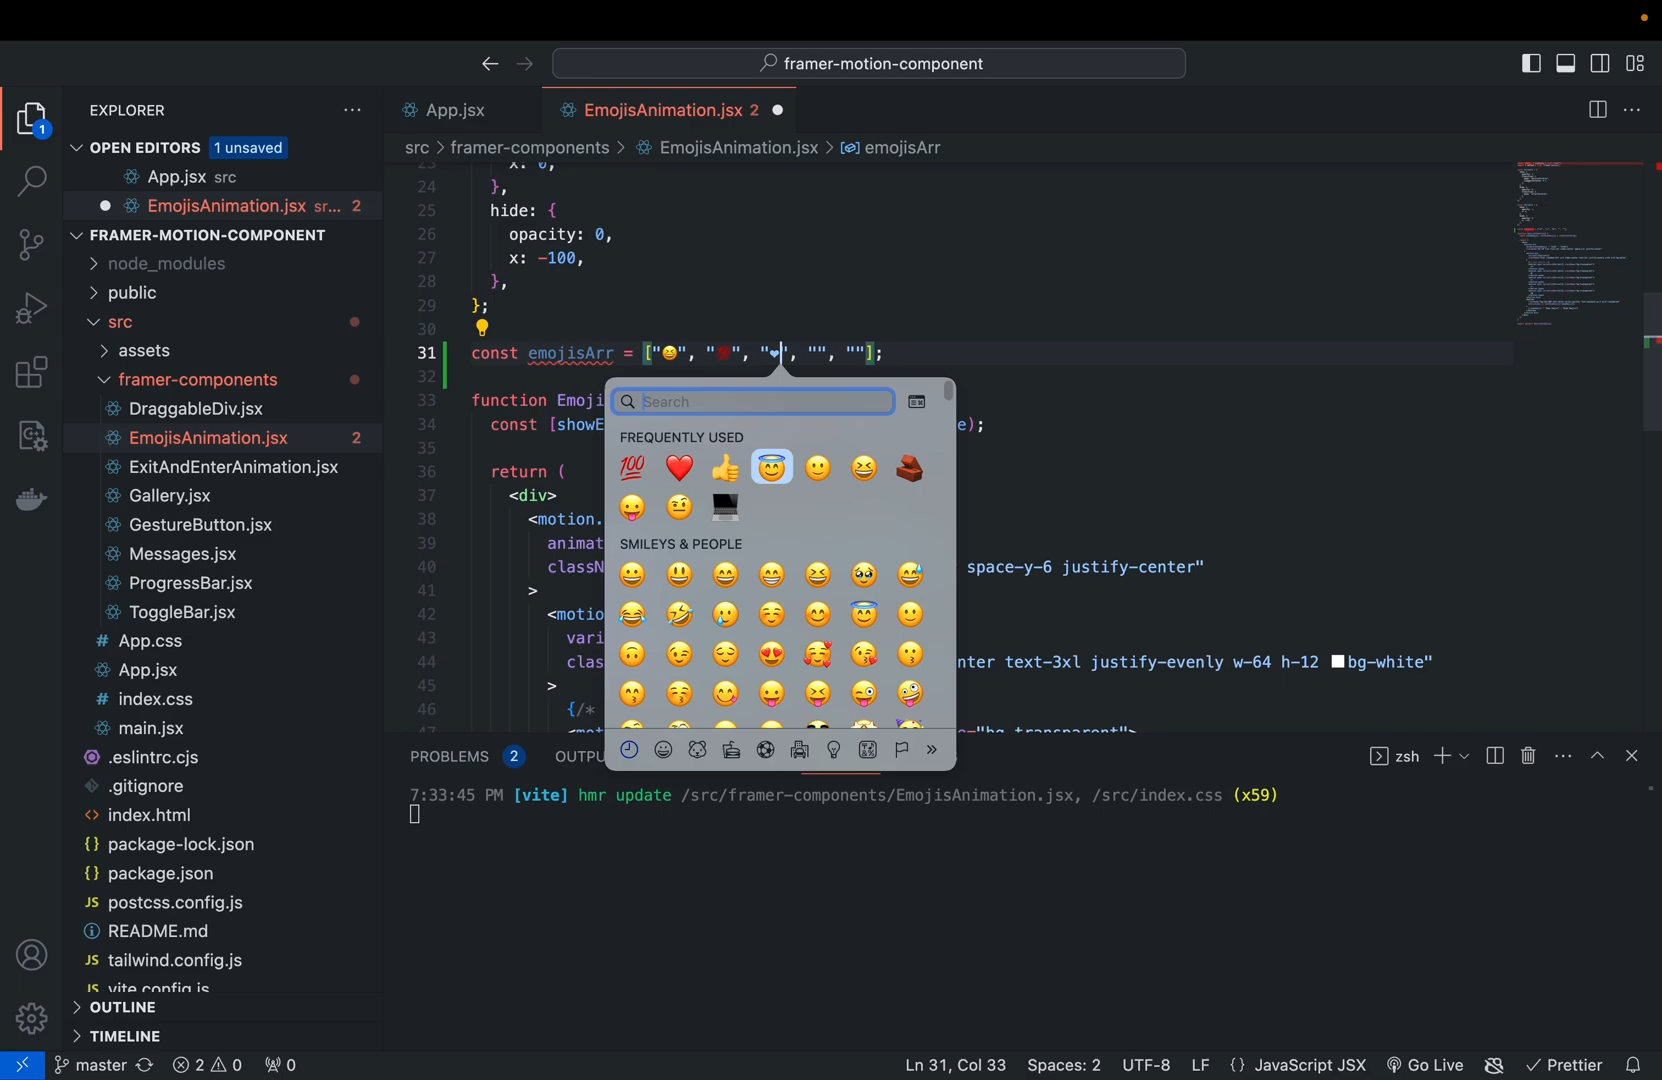 framer-motion-component
EXPLORER
OPEN EDITORS 1 unsaved
App.jsx src
EmojisAnimation.jsx sr... 2
FRAMER-MOTION-COMPONENT
node_modules
public
src
assets
framer-components
DraggableDiv.jsx
EmojisAnimation.jsx 2
ExitAndEnterAnimation.jsx
Gallery.jsx
GestureButton.jsx
Messages.jsx
ProgressBar.jsx
ToggleBar.jsx
# App.css
App.jsx
# index.css
main.jsx
.eslintrc.cjs
.gitignore
<> index.html
{} package-lock.json
{} package.json
JS postcss.config.js
README.md
JS tailwind.config.js
JS vite.config.js
OUTLINE
TIMELINE
1
App.jsx
EmojisAnimation.jsx 2
src > framer-components > EmojisAnimation.jsx > emojisArr
23 x: 0,
24 },
25 hide: {
26 opacity: 0,
27 x: -100,
28 },
29 };
30
31 const emojisArr = ["😆", "💯", "❤", "", ""];
32
33 function Emoji
34 const [showE e);
35
36 return (
37 <div>
38 <motion.
39 animat
40 classN space-y-6 justify-center"
41 >
42 <motio
43 vari
44 clas nter text-3xl justify-evenly w-64 h-12 bg-white"
45 >
46 {/*
47 <mot ="bg-transparent">
Search
FREQUENTLY USED
SMILEYS & PEOPLE
PROBLEMS 2 OUTPU
zsh
7:33:45 PM [vite] hmr update /src/framer-components/EmojisAnimation.jsx, /src/index.css (x59)
master 2 0 0
Ln 31, Col 33 Spaces: 2 UTF-8 LF {} JavaScript JSX Go Live Prettier